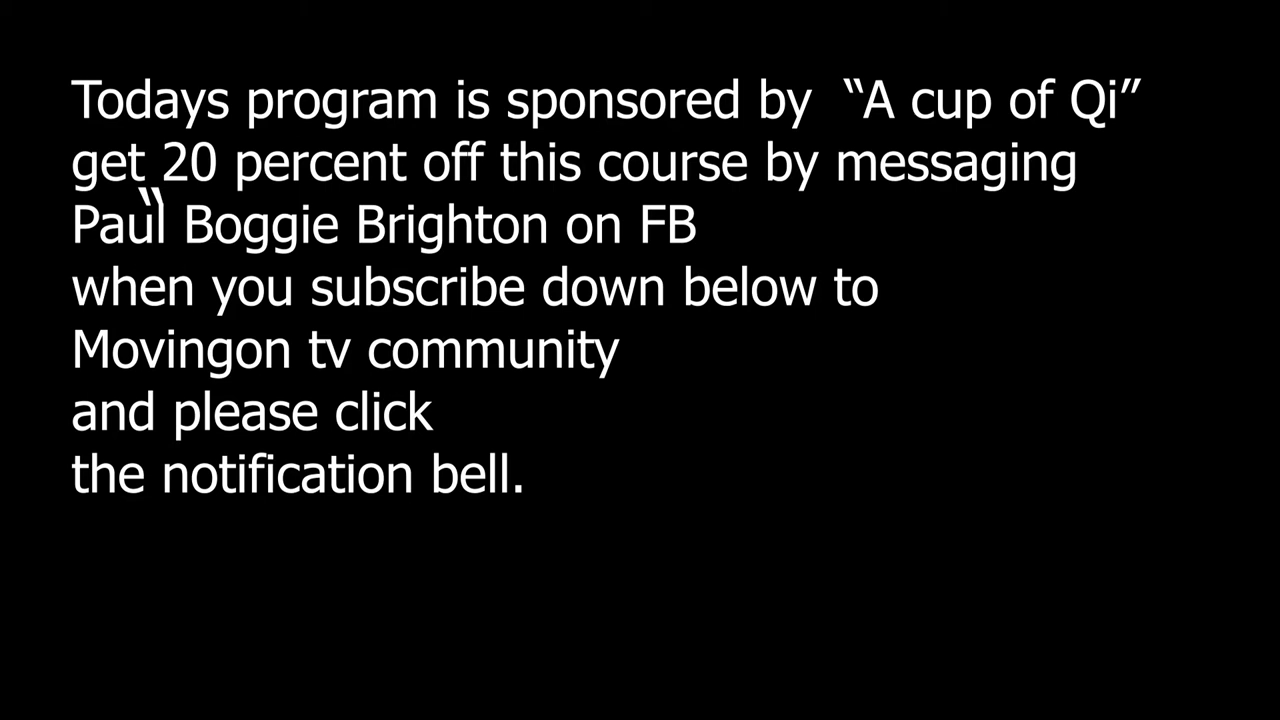 Todays program is sponsored by “A cup of Qi”
get 20 percent off this course by messaging
“
Paul Boggie Brighton on FB
when you subscribe down below to
Movingon tv community
and please click
the notification bell.